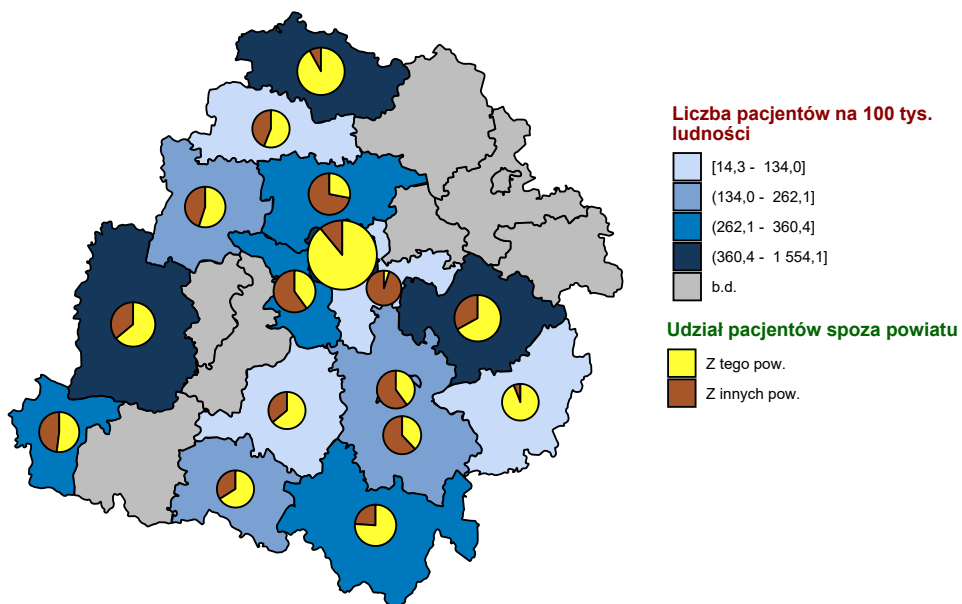 Liczba pacjentów na 100 tys.
ludności
[14,3 - 134,0]
(134,0 - 262,1]
(262,1 - 360,4]
(360,4 - 1 554,1]
b.d.
Udział pacjentów spoza powiatu
Z tego pow.
Z innych pow.